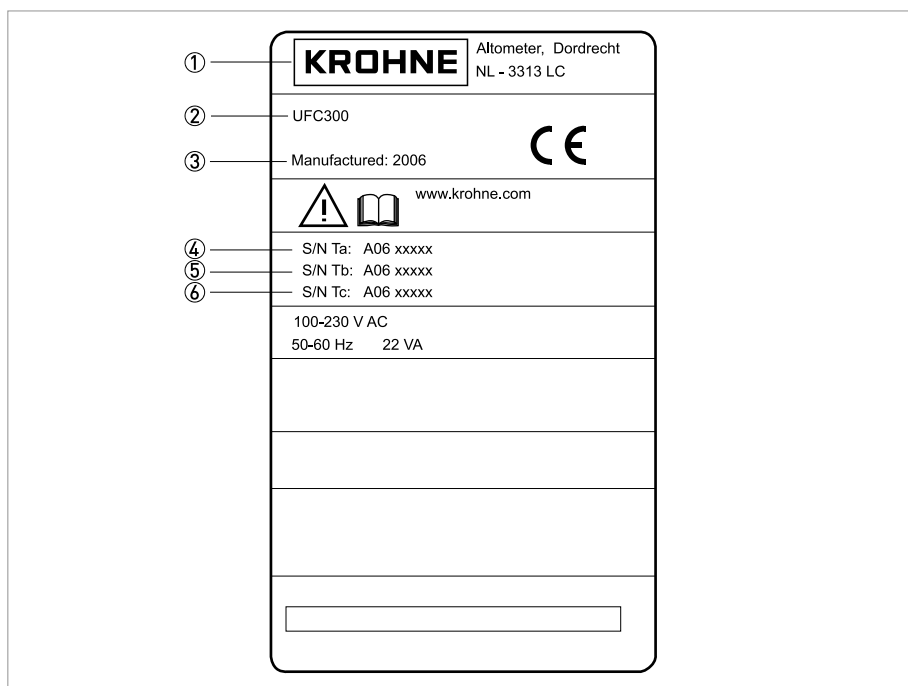 ① KROHNE Altometer, Dordrecht
NL - 3313 LC
② UFC300
CE
③ Manufactured: 2006
www.krohne.com
④ S/N Ta: A06 xxxxx
⑤ S/N Tb: A06 xxxxx
⑥ S/N Tc: A06 xxxxx
100-230 V AC
50-60 Hz 22 VA